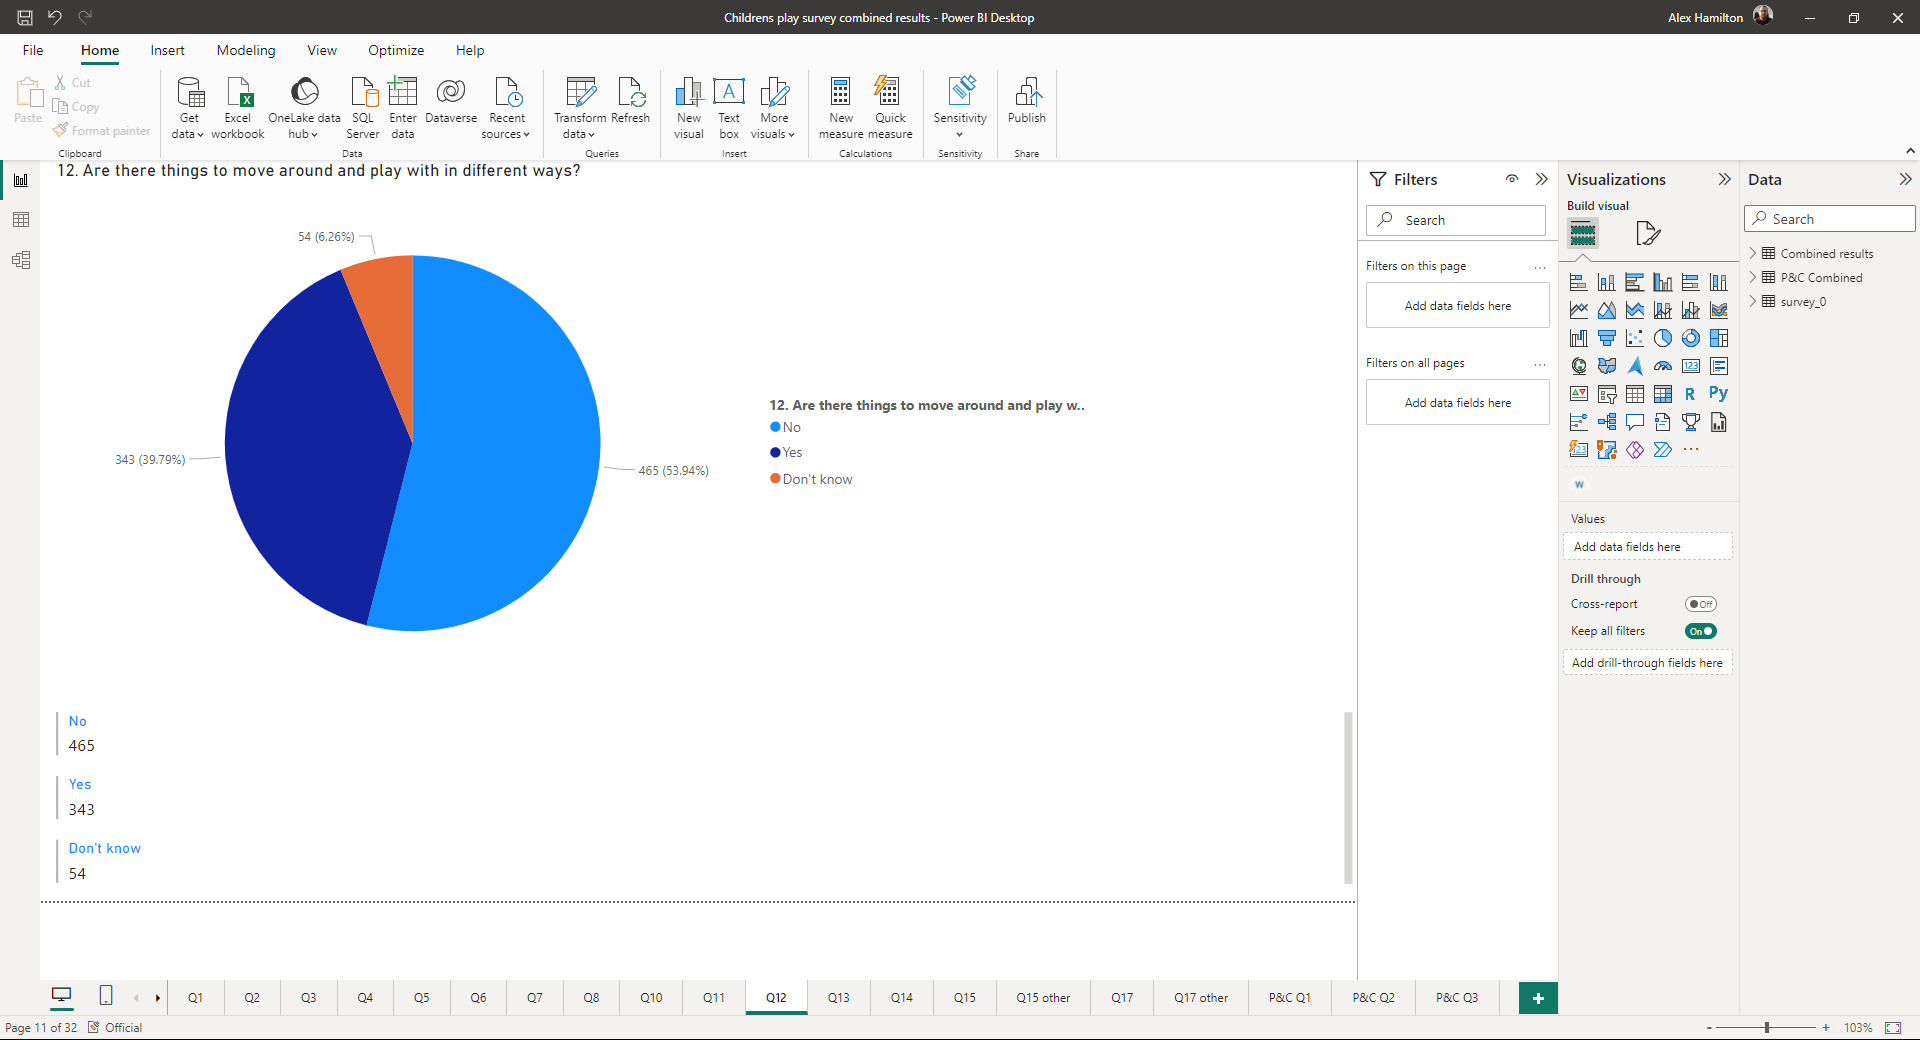 Childrens play survey combined results - Power BI Desktop
Alex Hamilton
File Home Insert Modeling View Optimize Help
Paste
Cut
Copy
Format painter
Clipboard
Get data
Excel workbook
OneLake data hub
SQL Server
Enter data
Dataverse
Recent sources
Data
Transform data
Refresh
Queries
New visual
Text box
More visuals
Insert
New measure
Quick measure
Calculations
Sensitivity
Sensitivity
Publish
Share
12. Are there things to move around and play with in different ways?
54 (6.26%)
343 (39.79%)
465 (53.94%)
12. Are there things to move around and play w..
No
Yes
Don't know
No
465
Yes
343
Don't know
54
Filters
Search
Filters on this page
...
Add data fields here
Filters on all pages
...
Add data fields here
Visualizations
Build visual
123
R
Py
123
...
W
Values
Add data fields here
Drill through
Cross-report
Off
Keep all filters
On
Add drill-through fields here
Data
Search
Combined results
P&C Combined
survey_0
Q1 Q2 Q3 Q4 Q5 Q6 Q7 Q8 Q10 Q11 Q12 Q13 Q14 Q15 Q15 other Q17 Q17 other P&C Q1 P&C Q2 P&C Q3 +
Page 11 of 32 Official
- + 103%